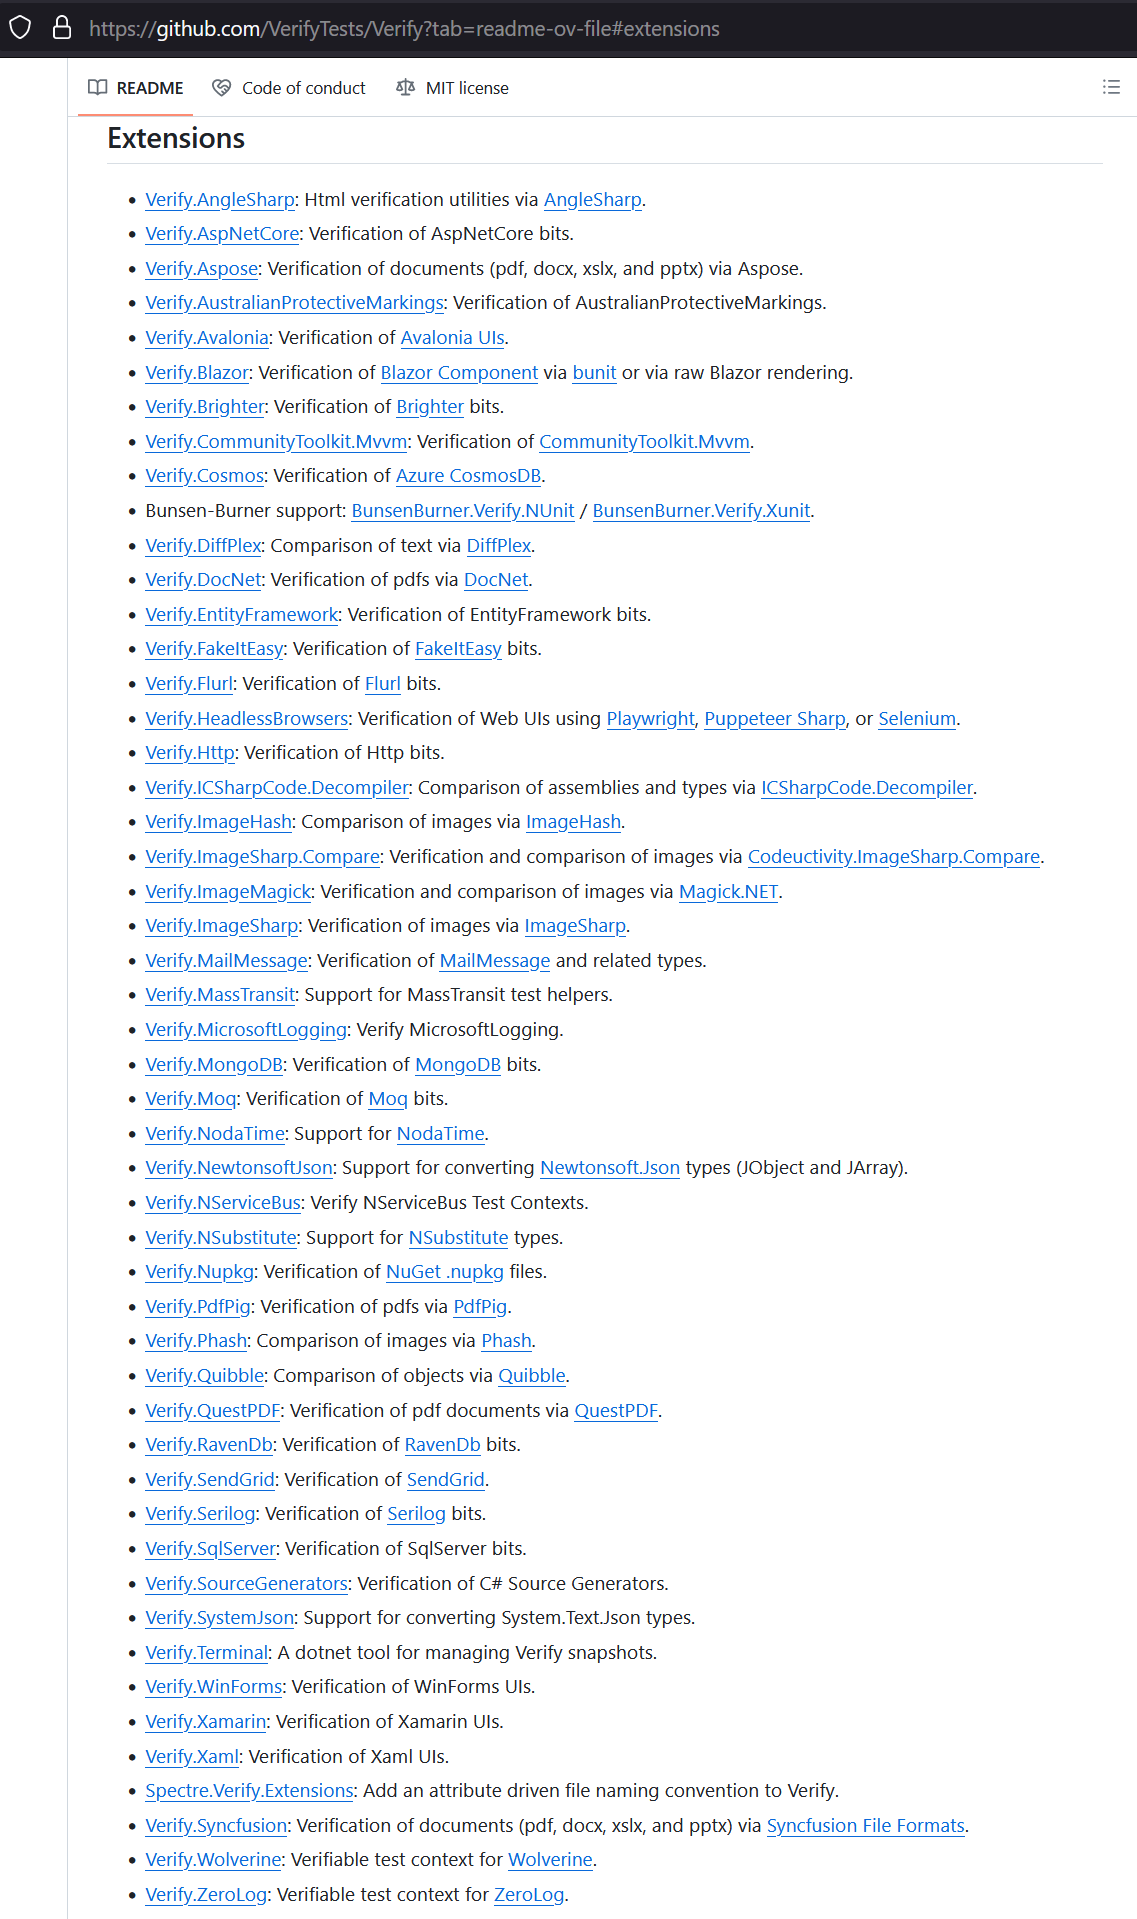 https://github.com/VerifyTests/Verify?tab=readme-ov-file#extensions
README Code of conduct MIT license
Extensions
• Verify.AngleSharp: Html verification utilities via AngleSharp.
• Verify.AspNetCore: Verification of AspNetCore bits.
• Verify.Aspose: Verification of documents (pdf, docx, xslx, and pptx) via Aspose.
• Verify.AustralianProtectiveMarkings: Verification of AustralianProtectiveMarkings.
• Verify.Avalonia: Verification of Avalonia UIs.
• Verify.Blazor: Verification of Blazor Component via bunit or via raw Blazor rendering.
• Verify.Brighter: Verification of Brighter bits.
• Verify.CommunityToolkit.Mvvm: Verification of CommunityToolkit.Mvvm.
• Verify.Cosmos: Verification of Azure CosmosDB.
• Bunsen-Burner support: BunsenBurner.Verify.NUnit / BunsenBurner.Verify.Xunit.
• Verify.DiffPlex: Comparison of text via DiffPlex.
• Verify.DocNet: Verification of pdfs via DocNet.
• Verify.EntityFramework: Verification of EntityFramework bits.
• Verify.FakeItEasy: Verification of FakeItEasy bits.
• Verify.Flurl: Verification of Flurl bits.
• Verify.HeadlessBrowsers: Verification of Web UIs using Playwright, Puppeteer Sharp, or Selenium.
• Verify.Http: Verification of Http bits.
• Verify.ICSharpCode.Decompiler: Comparison of assemblies and types via ICSharpCode.Decompiler.
• Verify.ImageHash: Comparison of images via ImageHash.
• Verify.ImageSharp.Compare: Verification and comparison of images via Codeuctivity.ImageSharp.Compare.
• Verify.ImageMagick: Verification and comparison of images via Magick.NET.
• Verify.ImageSharp: Verification of images via ImageSharp.
• Verify.MailMessage: Verification of MailMessage and related types.
• Verify.MassTransit: Support for MassTransit test helpers.
• Verify.MicrosoftLogging: Verify MicrosoftLogging.
• Verify.MongoDB: Verification of MongoDB bits.
• Verify.Moq: Verification of Moq bits.
• Verify.NodaTime: Support for NodaTime.
• Verify.NewtonsoftJson: Support for converting Newtonsoft.Json types (JObject and JArray).
• Verify.NServiceBus: Verify NServiceBus Test Contexts.
• Verify.NSubstitute: Support for NSubstitute types.
• Verify.Nupkg: Verification of NuGet .nupkg files.
• Verify.PdfPig: Verification of pdfs via PdfPig.
• Verify.Phash: Comparison of images via Phash.
• Verify.Quibble: Comparison of objects via Quibble.
• Verify.QuestPDF: Verification of pdf documents via QuestPDF.
• Verify.RavenDb: Verification of RavenDb bits.
• Verify.SendGrid: Verification of SendGrid.
• Verify.Serilog: Verification of Serilog bits.
• Verify.SqlServer: Verification of SqlServer bits.
• Verify.SourceGenerators: Verification of C# Source Generators.
• Verify.SystemJson: Support for converting System.Text.Json types.
• Verify.Terminal: A dotnet tool for managing Verify snapshots.
• Verify.WinForms: Verification of WinForms UIs.
• Verify.Xamarin: Verification of Xamarin UIs.
• Verify.Xaml: Verification of Xaml UIs.
• Spectre.Verify.Extensions: Add an attribute driven file naming convention to Verify.
• Verify.Syncfusion: Verification of documents (pdf, docx, xslx, and pptx) via Syncfusion File Formats.
• Verify.Wolverine: Verifiable test context for Wolverine.
• Verify.ZeroLog: Verifiable test context for ZeroLog.